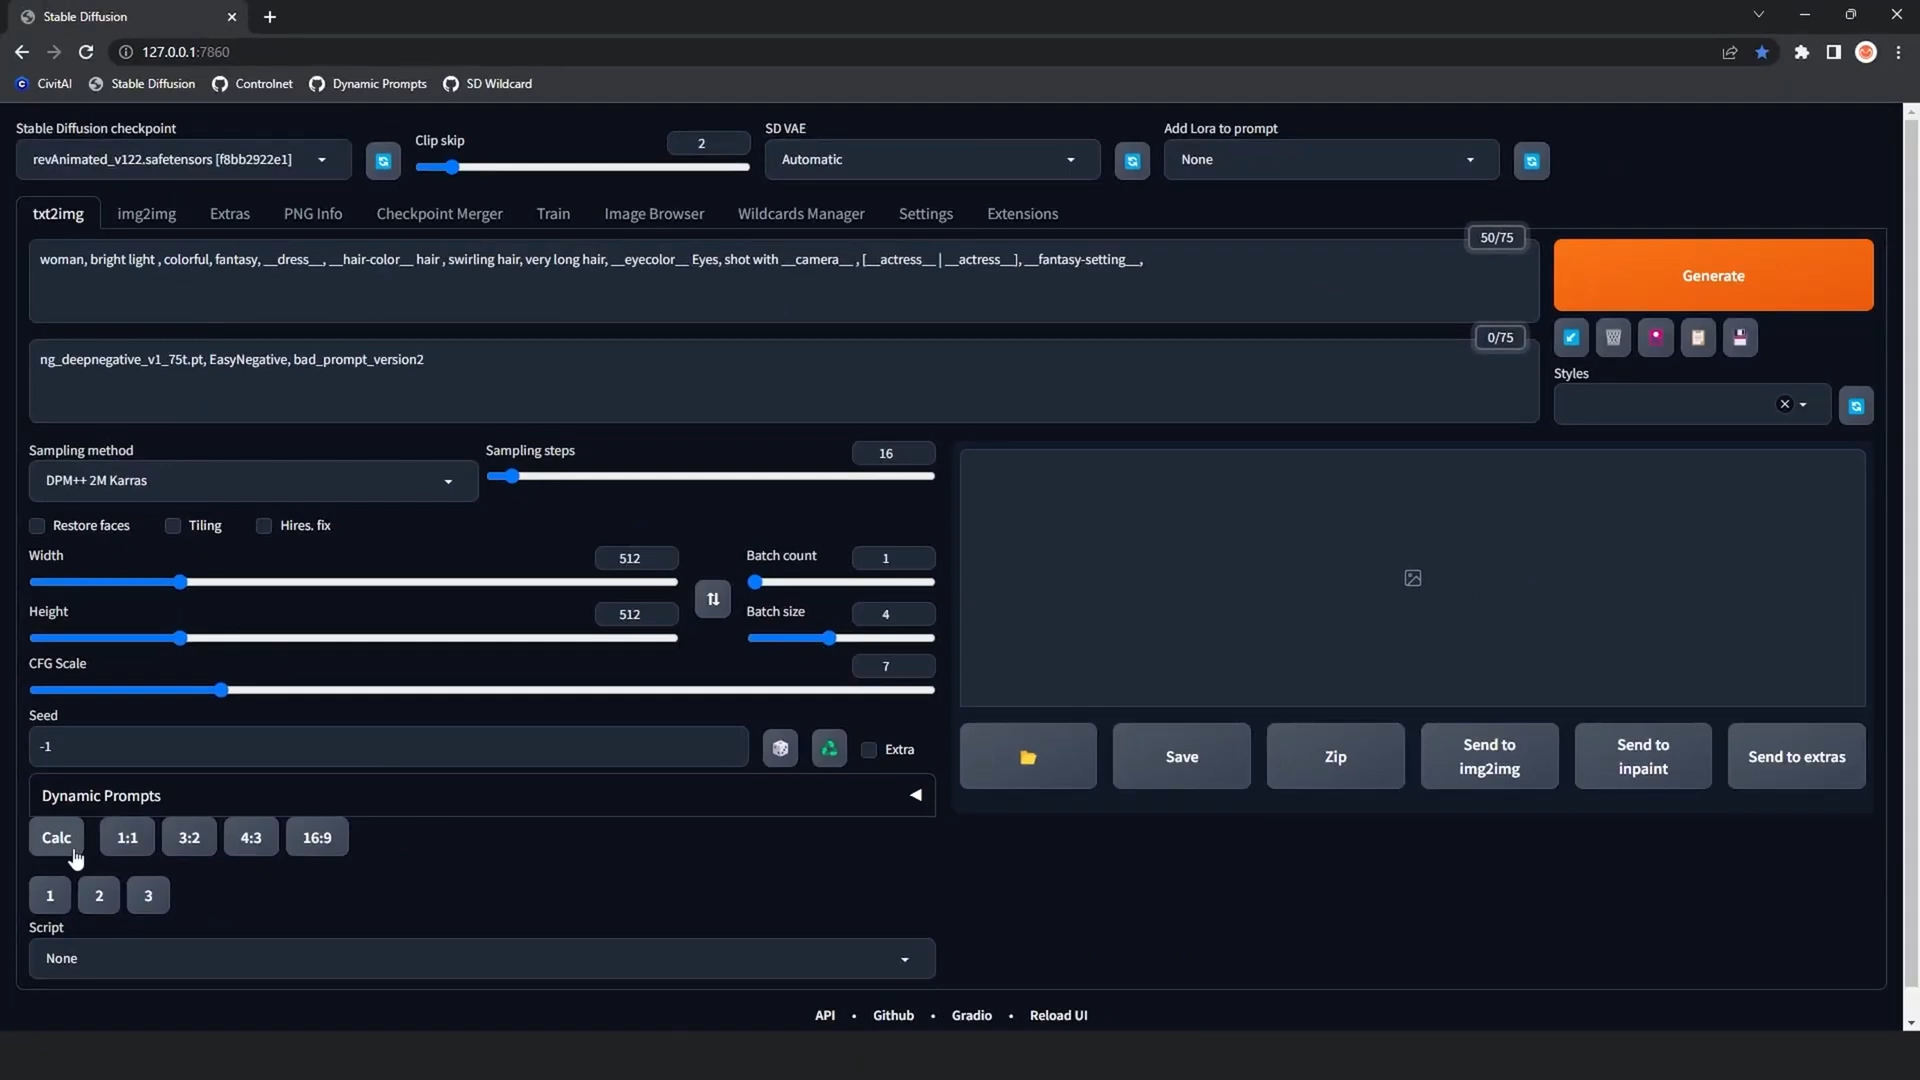 Stable Diffusion
127.0.0.1:7860
CivitAI Stable Diffusion Controlnet Dynamic Prompts SD Wildcard
Stable Diffusion checkpoint
revAnimated_v122.safetensors [f8bb2922e1]
Clip skip
2
SD VAE
Automatic
Add Lora to prompt
None
txt2img img2img Extras PNG Info Checkpoint Merger Train Image Browser Wildcards Manager Settings Extensions
50/75
woman, bright light , colorful, fantasy, __dress__, __hair-color__ hair , swirling hair, very long hair, __eyecolor__ Eyes, shot with __camera__ , [__actress__ | __actress__], __fantasy-setting__,
Generate
0/75
ng_deepnegative_v1_75t.pt, EasyNegative, bad_prompt_version2
Styles
Sampling method
DPM++ 2M Karras
Sampling steps
16
Restore faces Tiling Hires. fix
Width
512
Batch count
1
Height
512
Batch size
4
CFG Scale
7
Seed
-1
Extra
Save
Zip
Send to
img2img
Send to
inpaint
Send to extras
Dynamic Prompts
Calc 1:1 3:2 4:3 16:9
1 2 3
Script
None
API • Github • Gradio • Reload UI